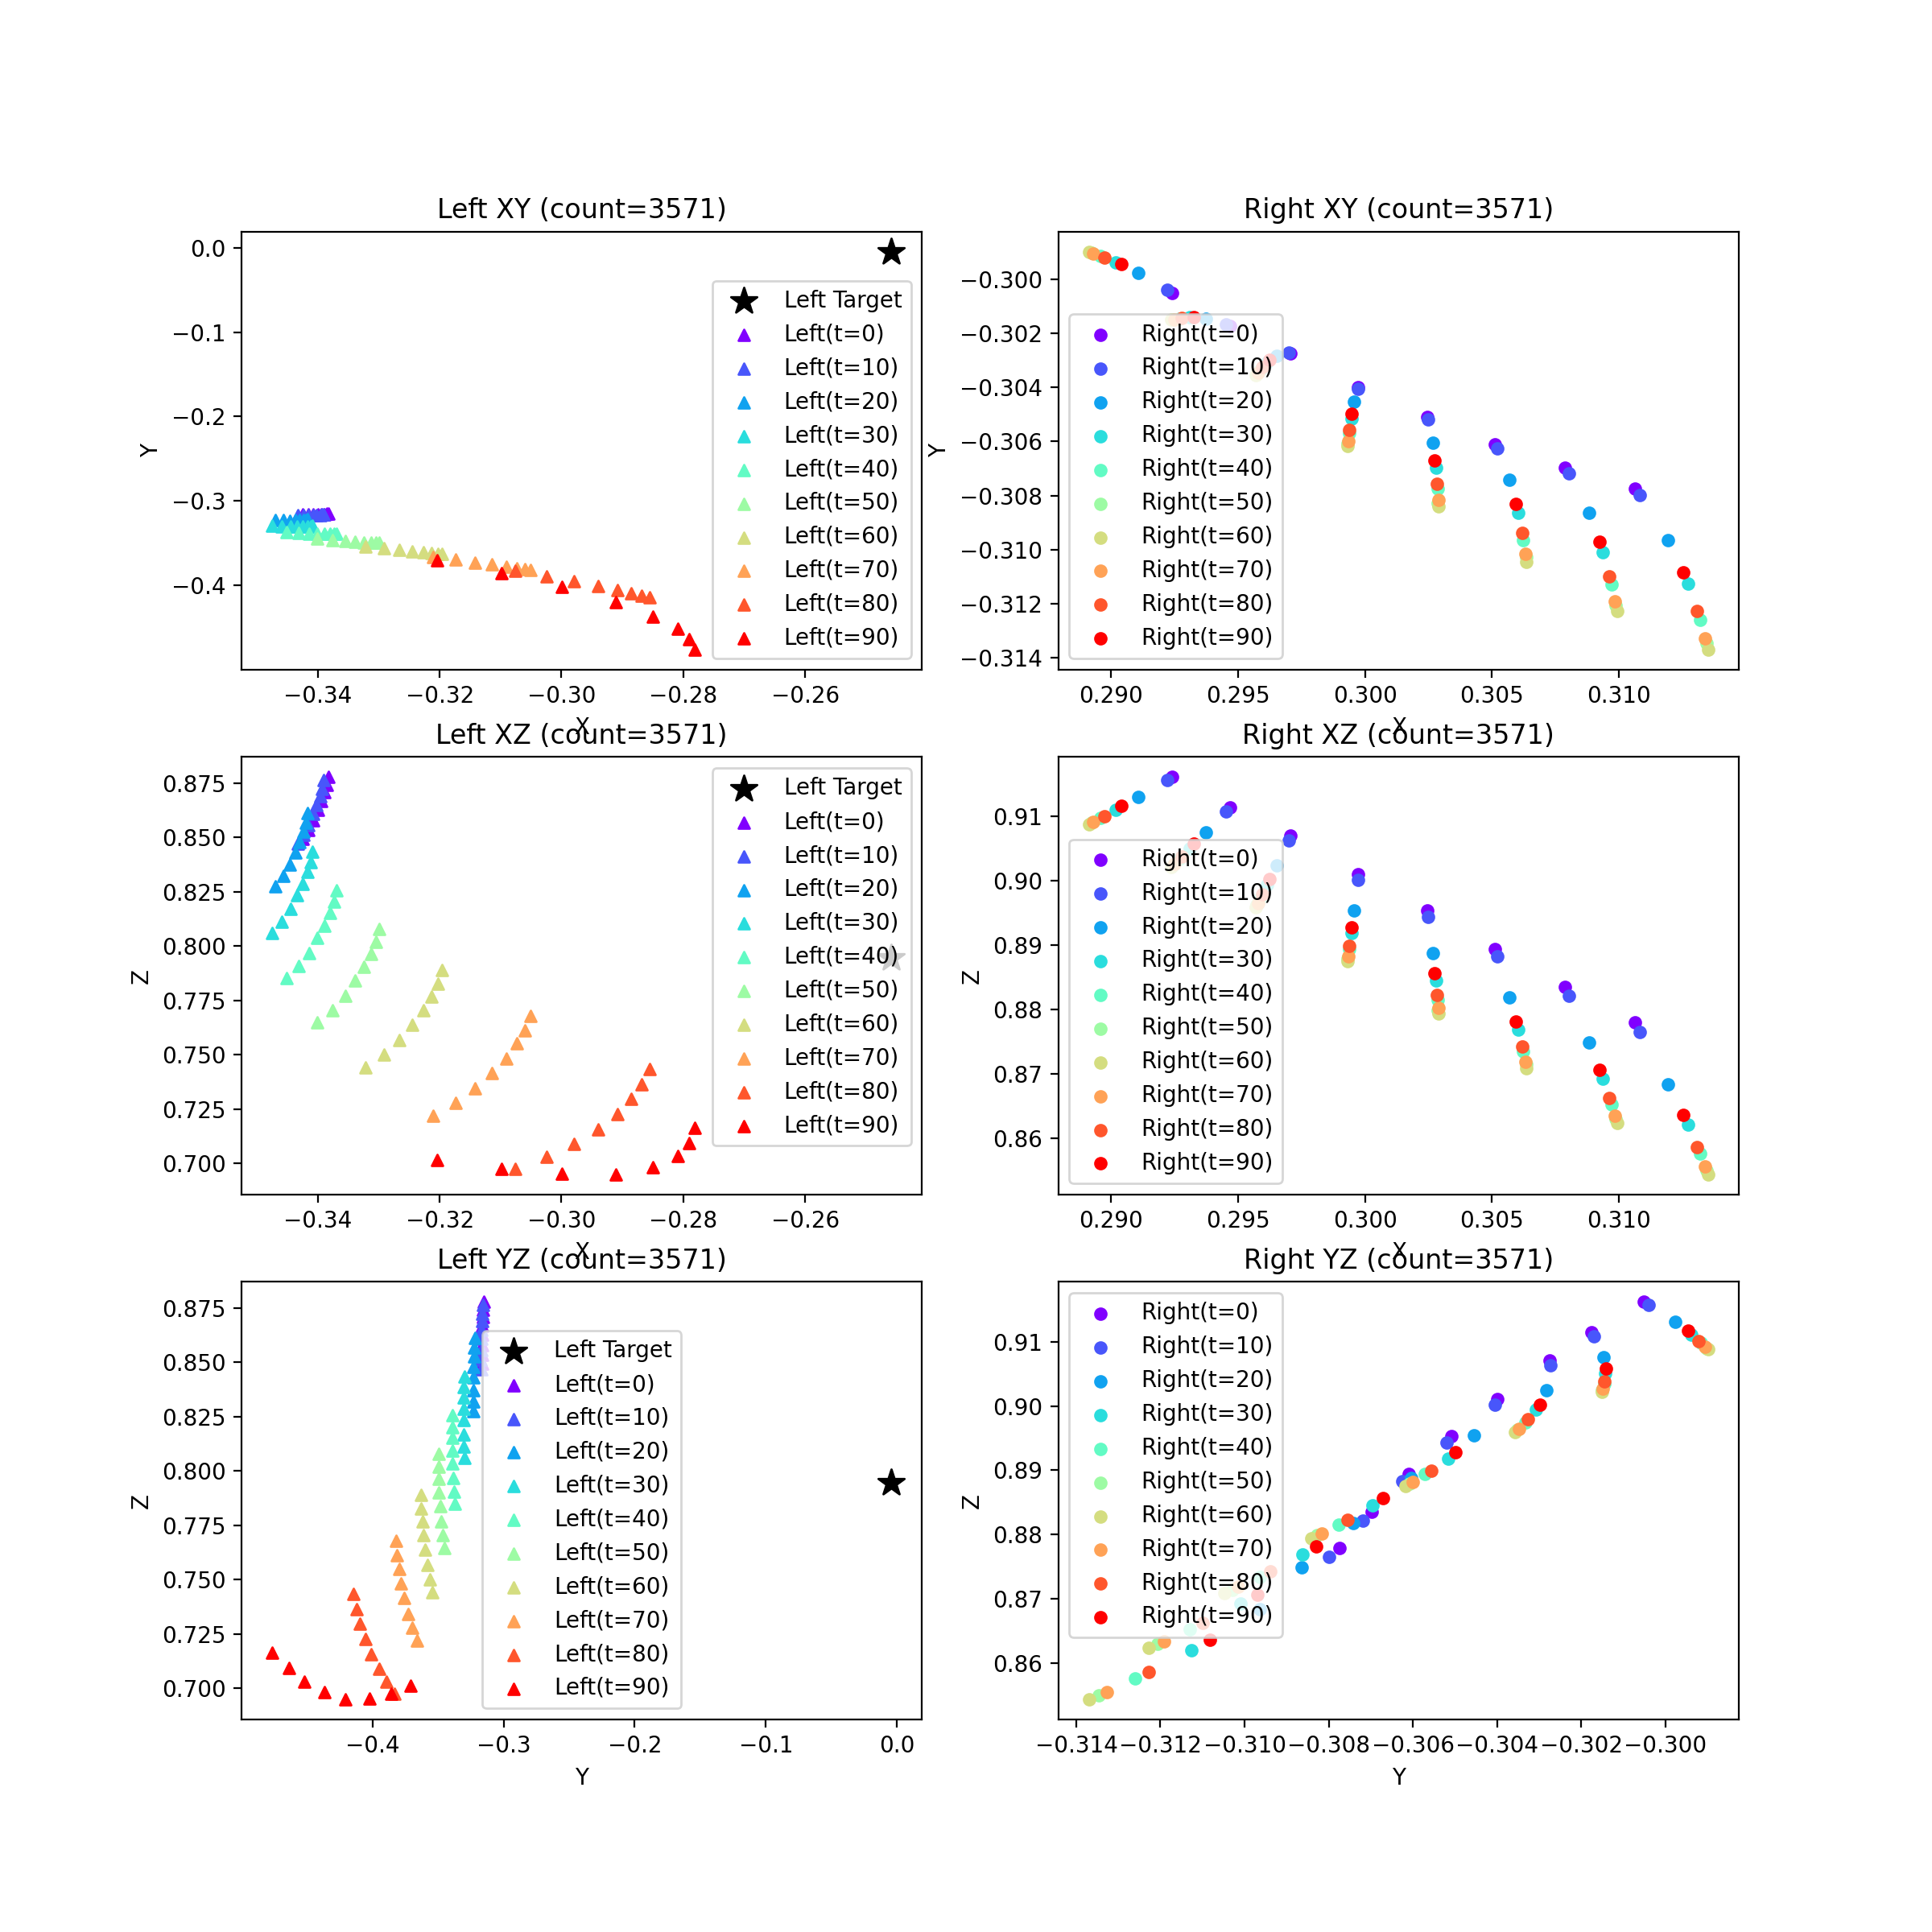 Left XY (count=3571)
0.0
−0.1
−0.2
−0.3
−0.4
Y
−0.34
−0.32
−0.30
−0.28
−0.26
X
Left Target
Left(t=0)
Left(t=10)
Left(t=20)
Left(t=30)
Left(t=40)
Left(t=50)
Left(t=60)
Left(t=70)
Left(t=80)
Left(t=90)
Right XY (count=3571)
−0.300
−0.302
−0.304
−0.306
−0.308
−0.310
−0.312
−0.314
Y
0.290
0.295
0.300
0.305
0.310
X
Right(t=0)
Right(t=10)
Right(t=20)
Right(t=30)
Right(t=40)
Right(t=50)
Right(t=60)
Right(t=70)
Right(t=80)
Right(t=90)
Left XZ (count=3571)
0.875
0.850
0.825
0.800
0.775
0.750
0.725
0.700
Z
−0.34
−0.32
−0.30
−0.28
−0.26
X
Left Target
Left(t=0)
Left(t=10)
Left(t=20)
Left(t=30)
Left(t=40)
Left(t=50)
Left(t=60)
Left(t=70)
Left(t=80)
Left(t=90)
Right XZ (count=3571)
0.91
0.90
0.89
0.88
0.87
0.86
Z
0.290
0.295
0.300
0.305
0.310
X
Right(t=0)
Right(t=10)
Right(t=20)
Right(t=30)
Right(t=40)
Right(t=50)
Right(t=60)
Right(t=70)
Right(t=80)
Right(t=90)
Left YZ (count=3571)
0.875
0.850
0.825
0.800
0.775
0.750
0.725
0.700
Z
−0.4
−0.3
−0.2
−0.1
0.0
Y
Left Target
Left(t=0)
Left(t=10)
Left(t=20)
Left(t=30)
Left(t=40)
Left(t=50)
Left(t=60)
Left(t=70)
Left(t=80)
Left(t=90)
Right YZ (count=3571)
0.91
0.90
0.89
0.88
0.87
0.86
Z
−0.314
−0.312
−0.310
−0.308
−0.306
−0.304
−0.302
−0.300
Y
Right(t=0)
Right(t=10)
Right(t=20)
Right(t=30)
Right(t=40)
Right(t=50)
Right(t=60)
Right(t=70)
Right(t=80)
Right(t=90)